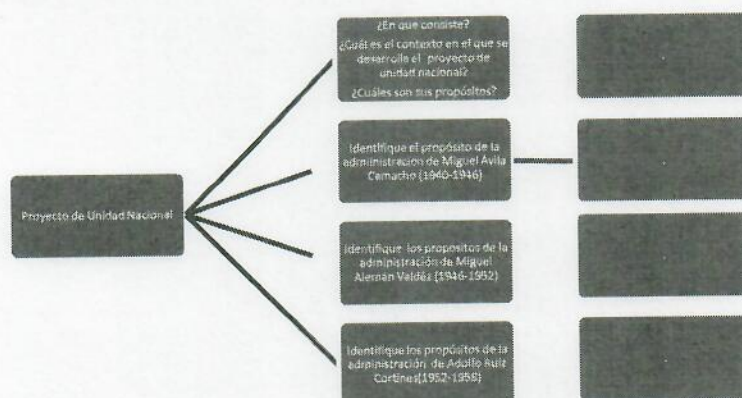 ¿En que consiste?
¿Cuál es el contexto en el que se
desarrolla el proyecto de
unidad nacional?
¿Cuáles son sus propósitos?
Identifique el propósito de la
administración de Miguel Ávila
Camacho (1940-1946)
Proyecto de Unidad Nacional
Identifique los propositos de la
administración de Miguel
Alemán Valdéz (1946-1952)
Identifique los propósitos de la
administración de Adolfo Ruiz
Cortines(1952-1958)